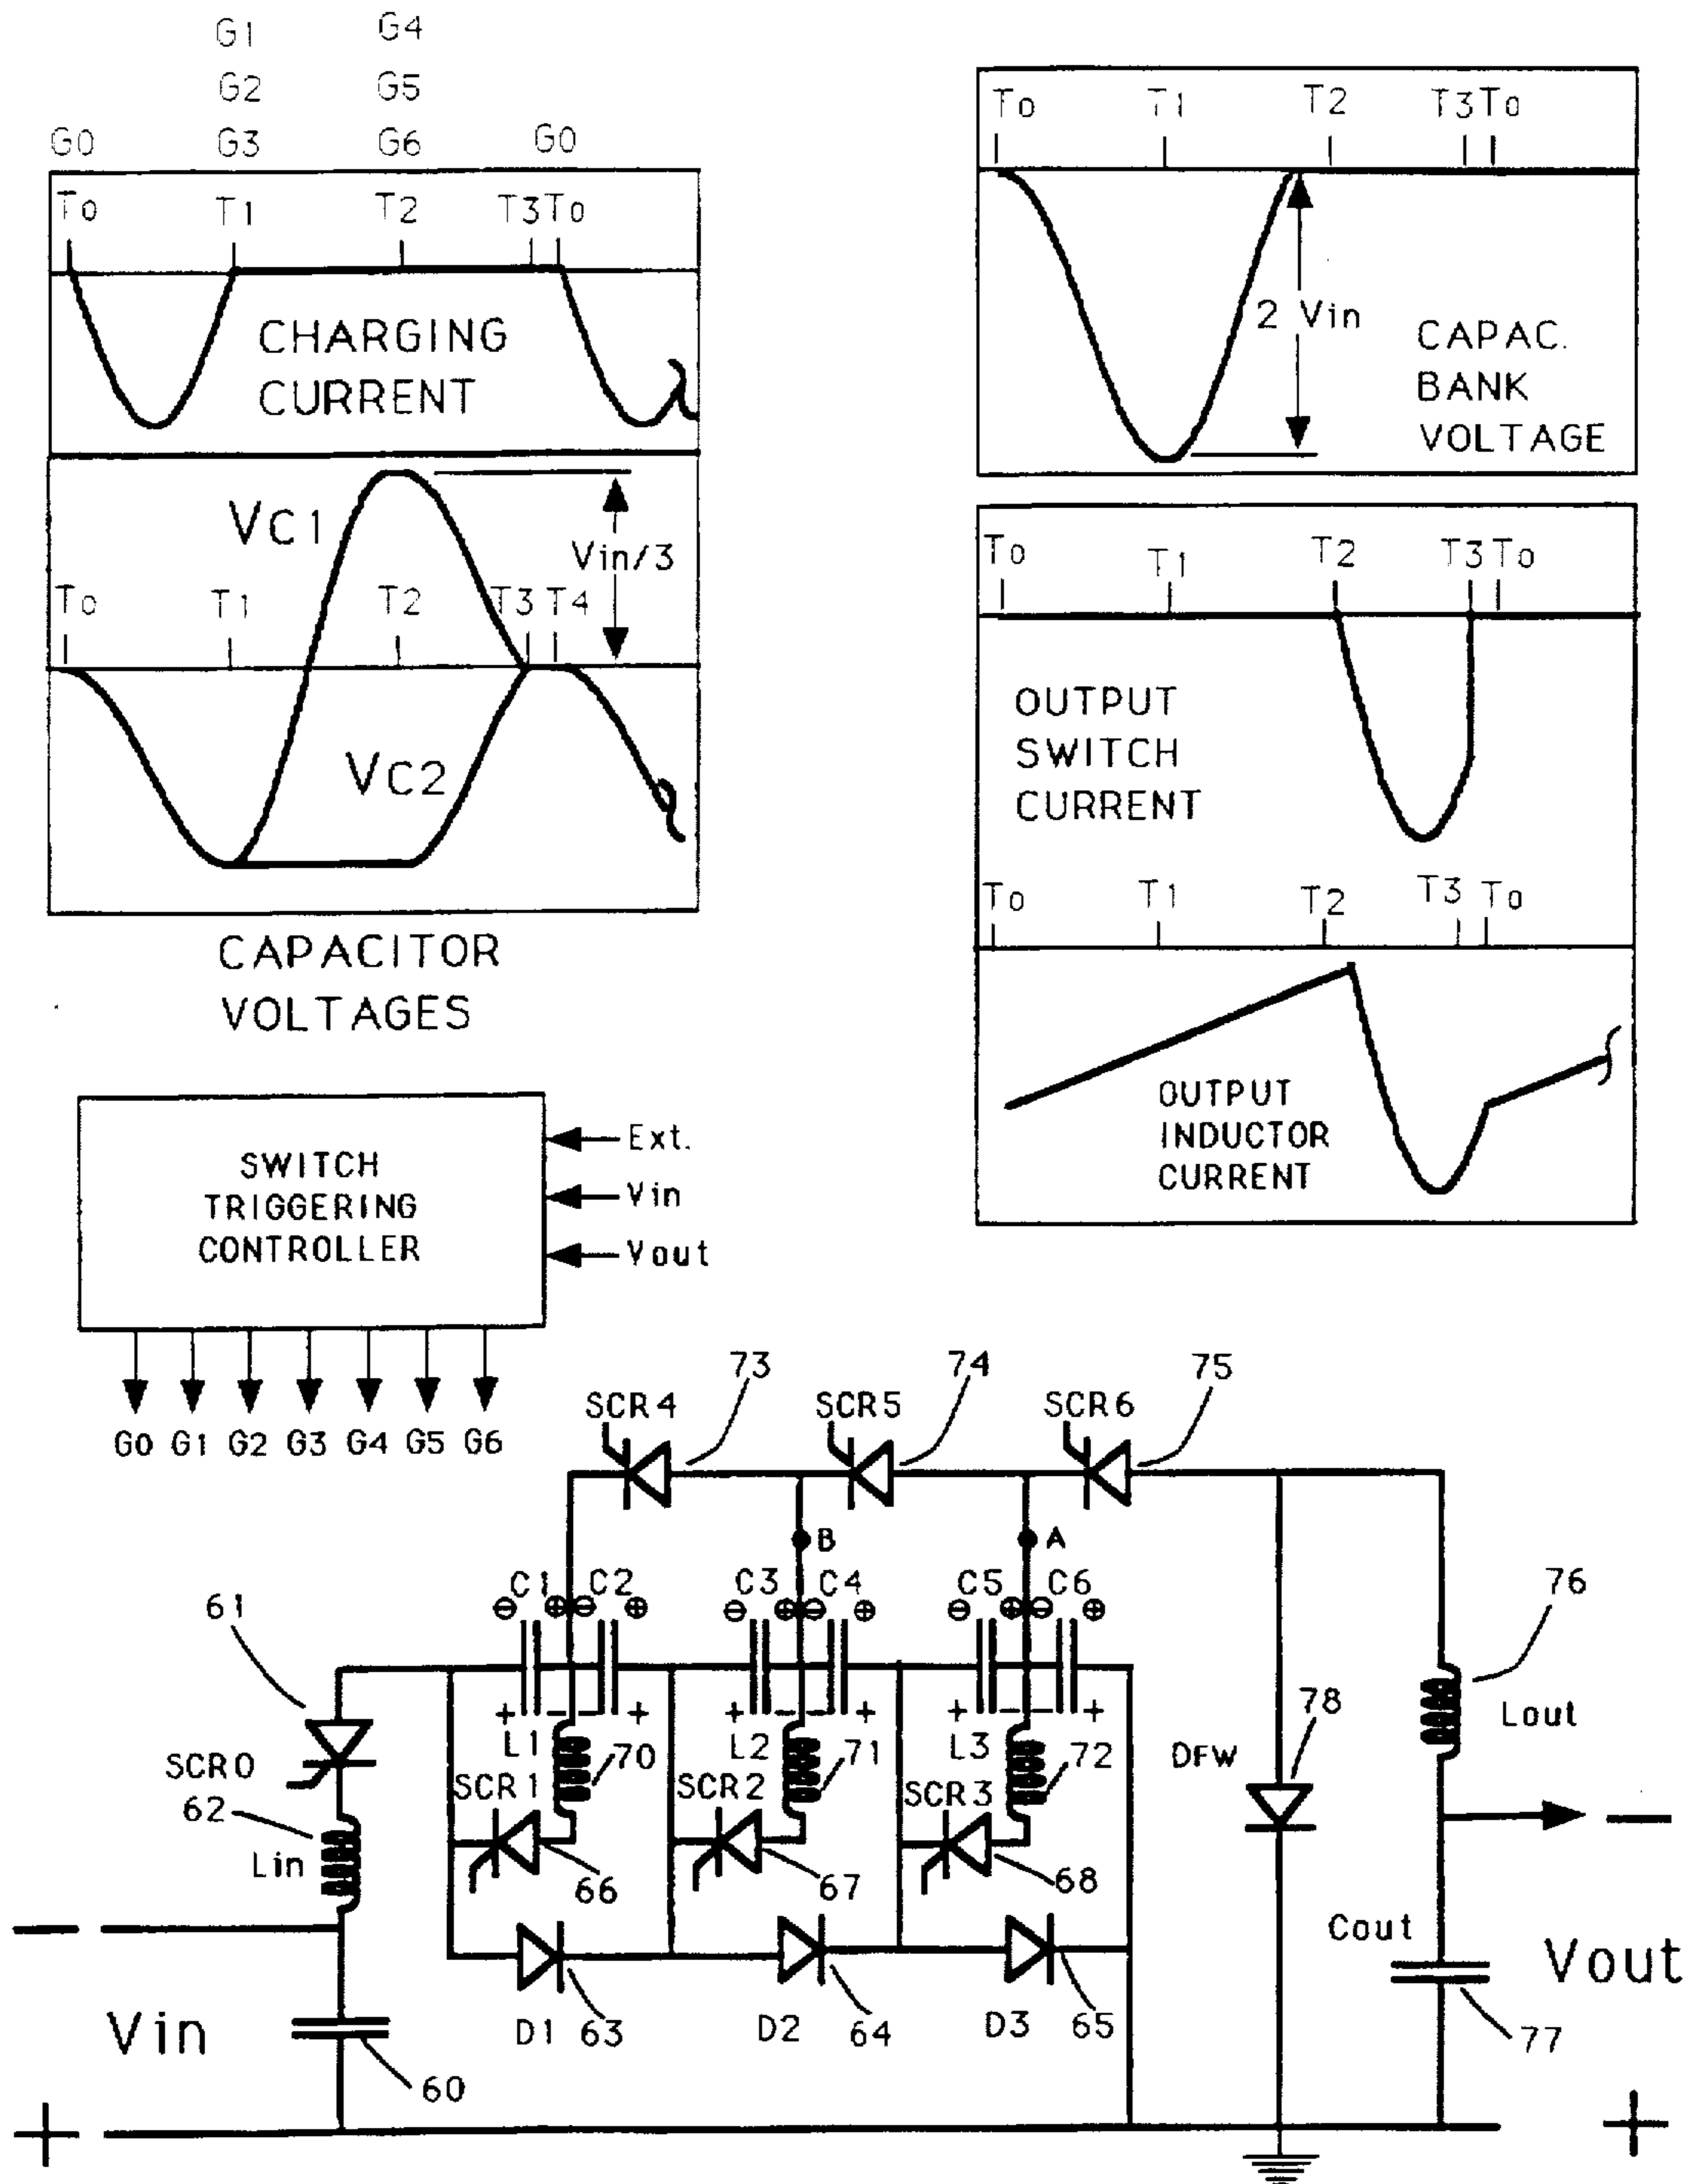 G1 G4
G2 G5
G0 G3 G6 G0
To T1 T2 T3 To
CHARGING
CURRENT
VC1
Vin/3
To T1 T2 T3 T4
VC2
CAPACITOR
VOLTAGES
To T1 T2 T3 To
2 Vin
CAPAC.
BANK
VOLTAGE
To T1 T2 T3 To
OUTPUT
SWITCH
CURRENT
To T1 T2 T3 To
OUTPUT
INDUCTOR
CURRENT
SWITCH
TRIGGERING
CONTROLLER
Ext.
Vin
Vout
G0 G1 G2 G3 G4 G5 G6
73 74 75
SCR4 SCR5 SCR6
B A
C1 C2 C3 C4 C5 C6
⊖ ⊕ ⊖ ⊕ ⊖ ⊕ ⊖ ⊕ ⊖ ⊕ ⊖ ⊕
61 76
+ - - + + - - + + - - +
L1 70 L2 71 L3 72
78 Lout
DFW
SCR0 SCR1 SCR2 SCR3
62
Lin
66 67 68
−
−
Cout
Vout
Vin
D1 63 D2 64 D3 65
77
60
+ +